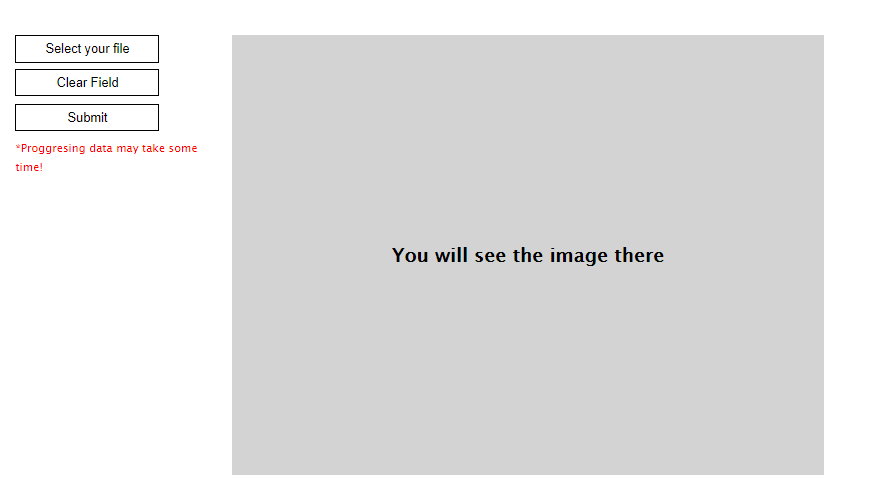 Select your file
Clear Field
Submit
*Proggresing data may take some
time!
You will see the image there